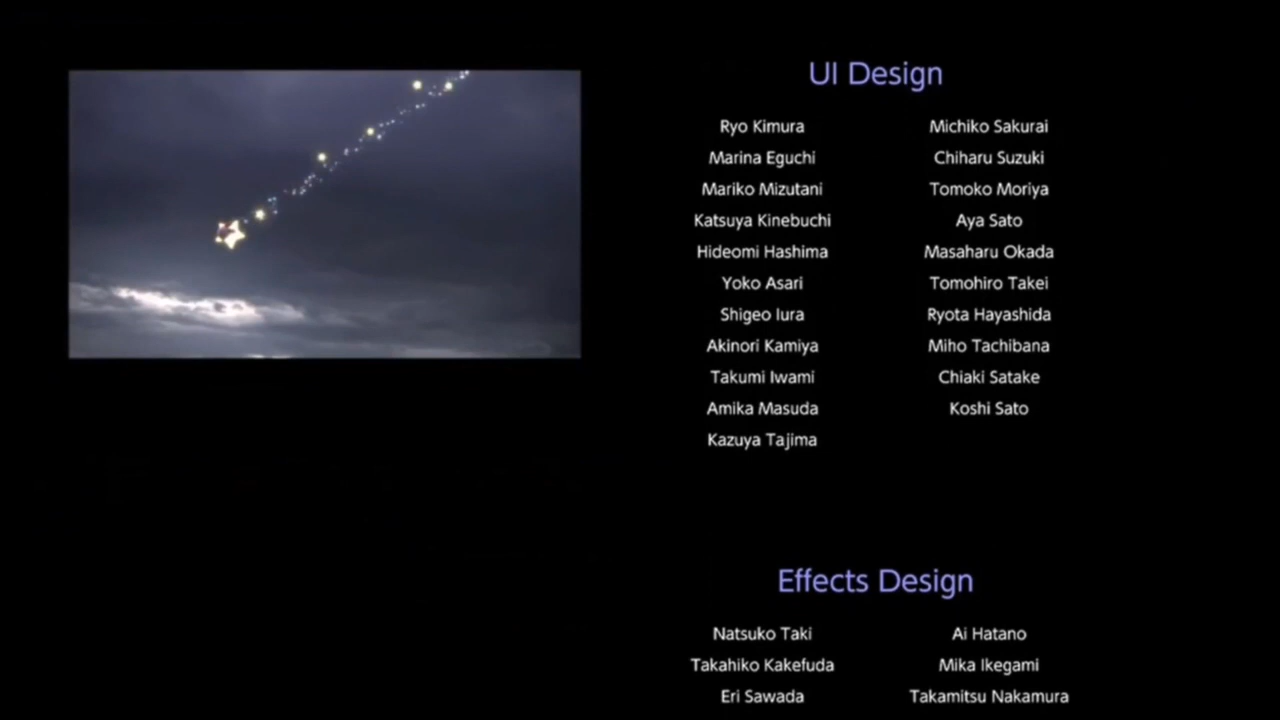 UI Design
Ryo Kimura Michiko Sakurai
Marina Eguchi Chiharu Suzuki
Mariko Mizutani Tomoko Moriya
Katsuya Kinebuchi Aya Sato
Hideomi Hashima Masaharu Okada
Yoko Asari Tomohiro Takei
Shigeo Iura Ryota Hayashida
Akinori Kamiya Miho Tachibana
Takumi Iwami Chiaki Satake
Amika Masuda Koshi Sato
Kazuya Tajima
Effects Design
Natsuko Taki Ai Hatano
Takahiko Kakefuda Mika Ikegami
Eri Sawada Takamitsu Nakamura